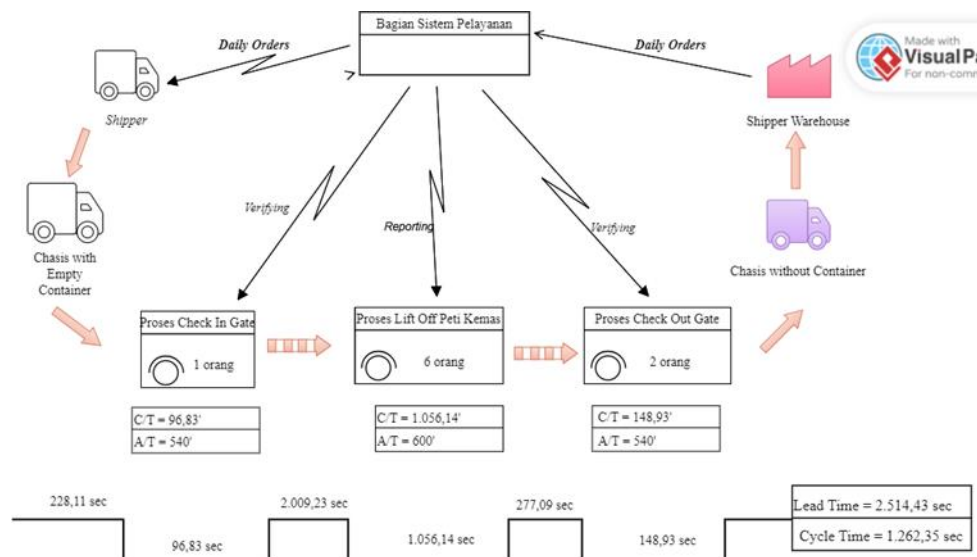 Bagian Sistem Pelayanan
Daily Orders
Daily Orders
Made with
Visual
For
Shipper
Shipper Warehouse
Verifying
Reporting
Verifying
Chasis with
Empty
Container
Chasis without Container
Proses Check In Gate
1 orang
Proses Lift Off Peti Kemas
6 orang
Proses Check Out Gate
2 orang
C/T = 96,83'
A/T = 540'
C/T = 1.056,14'
A/T = 600'
C/T = 148,93'
A/T = 540'
228,11 sec
2.009,23 sec
277,09 sec
96,83 sec
1.056,14 sec
148,93 sec
Lead Time = 2.514,43 sec
Cycle Time = 1.262,35 sec